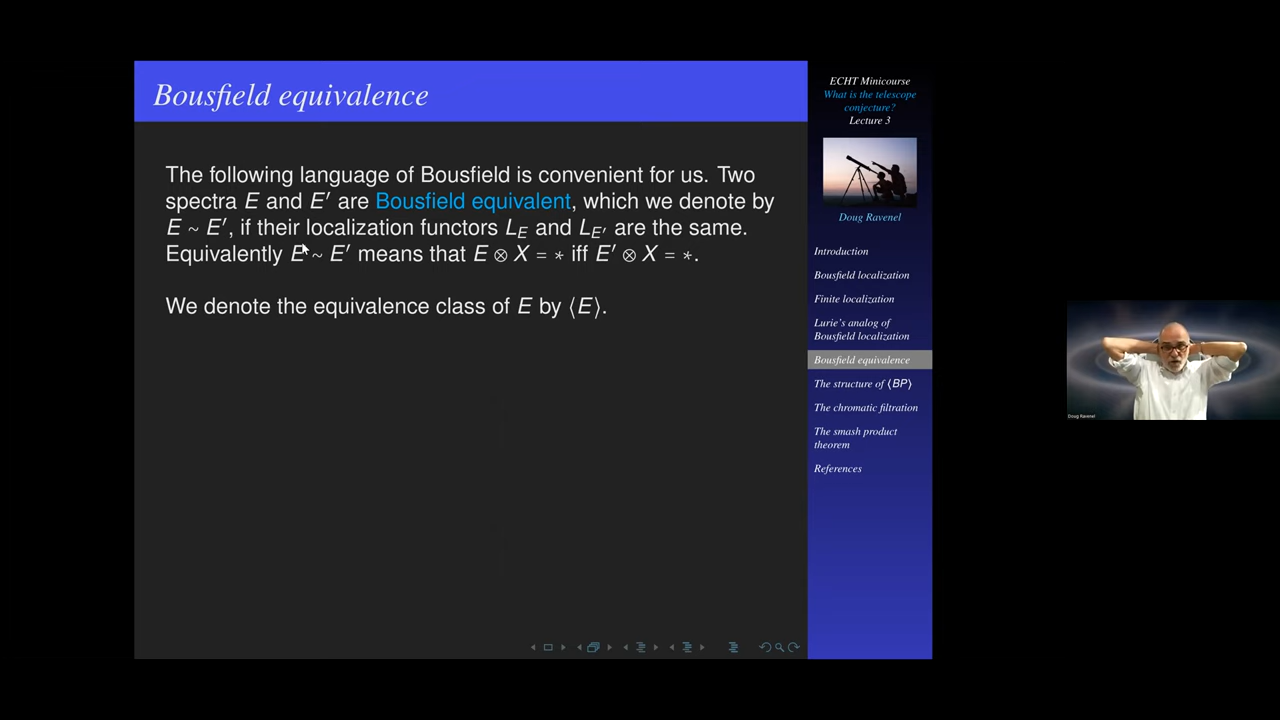 Bousfield equivalence
The following language of Bousfield is convenient for us. Two
spectra E and E′ are Bousfield equivalent, which we denote by
E ~ E′, if their localization functors L_E and L_E′ are the same.
Equivalently E ~ E′ means that E ⊗ X = * iff E′ ⊗ X = *.
We denote the equivalence class of E by ⟨E⟩.
ECHT Minicourse
What is the telescope
conjecture?
Lecture 3
Doug Ravenel
Introduction
Bousfield localization
Finite localization
Lurie's analog of
Bousfield localization
Bousfield equivalence
The structure of ⟨BP⟩
The chromatic filtration
The smash product
theorem
References
Doug Ravenel